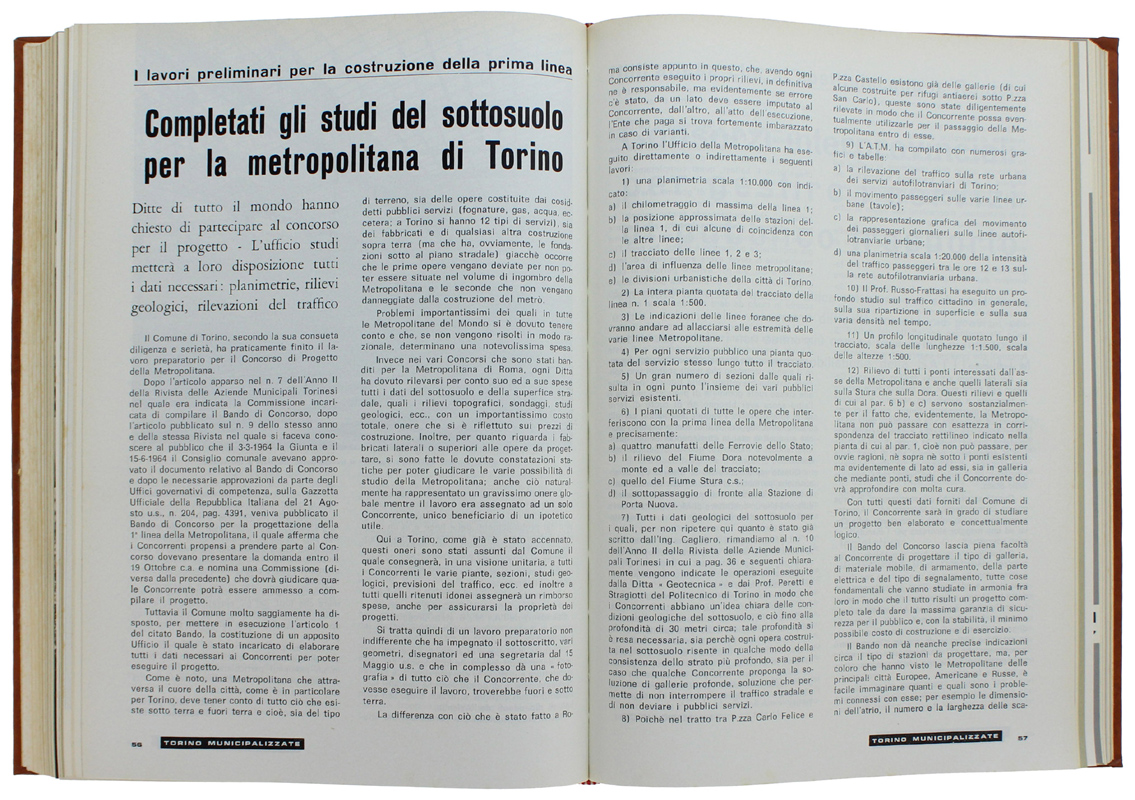 I lavori preliminari per la costruzione della prima linea
Completati gli studi del sottosuolo
per la metropolitana di Torino
Ditte di tutto il mondo hanno
chiesto di partecipare al concorso
per il progetto - L'ufficio studi
metterà a loro disposizione tutti
i dati necessari: planimetrie, rilievi
geologici, rilevazioni del traffico
Il Comune di Torino, secondo la sua consueta
diligenza e serietà, ha praticamente finito il la-
voro preparatorio per il Concorso di Progetto
della Metropolitana.
Dopo l'articolo apparso nel n. 7 dell'Anno II
della Rivista delle Aziende Municipali Torinesi
nel quale era indicata la Commissione incari-
cata di compilare il Bando di Concorso, dopo
l'articolo pubblicato sul n. 9 dello stesso anno
e della stessa Rivista nel quale si faceva cono-
scere al pubblico che il 3-3-1964 la Giunta e il
15-6-1964 il Consiglio comunale avevano appro-
vato il documento relativo al Bando di Concorso
e dopo le necessarie approvazioni da parte degli
Uffici governativi di competenza, sulla Gazzetta
Ufficiale della Repubblica Italiana del 21 Ago-
sto u.s., n. 204, pag. 4391, veniva pubblicato il
Bando di Concorso per la progettazione della
1ª linea della Metropolitana, il quale afferma che
i Concorrenti propensi a prendere parte al Con-
corso dovevano presentare la domanda entro il
19 Ottobre c.a. e nomina una Commissione (di-
versa dalla precedente) che dovrà giudicare qua-
le Concorrente potrà essere ammesso a com-
pilare il progetto.
Tuttavia il Comune molto saggiamente ha di-
sposto, per mettere in esecuzione l'articolo 1
del citato Bando, la costituzione di un apposito
Ufficio il quale è stato incaricato di elaborare
tutti i dati necessari ai Concorrenti per poter
eseguire il progetto.
Come è noto, una Metropolitana che attra-
versa il cuore della città, come è in particolare
per Torino, deve tener conto di tutto ciò che esi-
ste sotto terra e fuori terra e cioè, sia del tipo
di terreno, sia delle opere costituite dai cosid-
detti pubblici servizi (fognature, gas, acqua, ec-
cetera; a Torino si hanno 12 tipi di servizi), sia
dei fabbricati e di qualsiasi altra costruzione
sopra terra (ma che ha, ovviamente, le fonda-
zioni sotto al piano stradale) giacchè occorre
che le prime opere vengano deviate per non po-
ter essere situate nel volume di ingombro della
Metropolitana e le seconde che non vengano
danneggiate dalla costruzione del metrò.
Problemi importantissimi dei quali in tutte
le Metropolitane del Mondo si è dovuto tenere
conto e che, se non vengono risolti in modo ra-
zionale, determinano una notevolissima spesa.
Invece nei vari Concorsi che sono stati ban-
diti per la Metropolitana di Roma, ogni Ditta
ha dovuto rilevarsi per conto suo ed a sue spese
tutti i dati del sottosuolo e della superfice stra-
dale, quali i rilievi topografici, sondaggi, studi
geologici, ecc., con un importantissimo costo
totale, onere che si è riflettuto sui prezzi di
costruzione. Inoltre, per quanto riguarda i fab-
bricati laterali o superiori alle opere da proget-
tare, si sono fatte le dovute constatazioni sta-
tiche per poter giudicare le varie possibilità di
studio della Metropolitana; anche ciò natural-
mente ha rappresentato un gravissimo onere glo-
bale mentre il lavoro era assegnato ad un solo
Concorrente, unico beneficiario di un ipotetico
utile.
Qui a Torino, come già è stato accennato,
questi oneri sono stati assunti dal Comune il
quale consegnerà, in una visione unitaria, a tutti
i Concorrenti le varie piante, sezioni, studi geo-
logici, previsioni del traffico, ecc. ed inoltre a
tutti quelli ritenuti idonei assegnerà un rimborso
spese, anche per assicurarsi la proprietà dei
progetti.
Si tratta quindi di un lavoro preparatorio non
indifferente che ha impegnato il sottoscritto, vari
geometri, disegnatori ed una segretaria dal 15
Maggio u.s. e che in complesso dà una « foto-
grafia » di tutto ciò che il Concorrente, che do-
vesse eseguire il lavoro, troverebbe fuori e sotto
terra.
La differenza con ciò che è stato fatto a Ro-
56 TORINO MUNICIPALIZZATE
ma consiste appunto in questo, che, avendo ogni
Concorrente eseguito i propri rilievi, in definitiva
ne è responsabile, ma evidentemente se errore
c'è stato, da un lato deve essere imputato al
Concorrente, dall'altro, all'atto dell'esecuzione,
l'Ente che paga si trova fortemente imbarazzato
in caso di varianti.
A Torino l'Ufficio della Metropolitana ha ese-
guito direttamente o indirettamente i seguenti
lavori:
1) una planimetria scala 1:10.000 con indi-
cato:
a) il chilometraggio di massima della linea 1;
b) la posizione approssimata delle stazioni del-
la linea 1, di cui alcune di coincidenza con
le altre linee;
c) il tracciato delle linee 1, 2 e 3;
d) l'area di influenza delle linee metropolitane;
e) le divisioni urbanistiche della città di Torino.
2) La intera pianta quotata del tracciato della
linea n. 1 scala 1:500.
3) Le indicazioni delle linee foranee che do-
vranno andare ad allacciarsi alle estremità delle
varie linee Metropolitane.
4) Per ogni servizio pubblico una pianta quo-
tata del servizio stesso lungo tutto il tracciato.
5) Un gran numero di sezioni dalle quali ri-
sulta in ogni punto l'insieme dei vari pubblici
servizi esistenti.
6) I piani quotati di tutte le opere che inter-
feriscono con la prima linea della Metropolitana
e precisamente:
a) quattro manufatti delle Ferrovie dello Stato;
b) il rilievo del Fiume Dora notevolmente a
monte ed a valle del tracciato;
c) quello del Fiume Stura c.s.;
d) il sottopassaggio di fronte alla Stazione di
Porta Nuova.
7) Tutti i dati geologici del sottosuolo per
i quali, per non ripetere qui quanto è stato già
scritto dall'Ing. Cagliero, rimandiamo al n. 10
dell'Anno II della Rivista delle Aziende Munici-
pali Torinesi in cui a pag. 36 e seguenti chiara-
mente vengono indicate le operazioni eseguite
dalla Ditta « Geotecnica » e dai Prof. Peretti e
Stragiotti del Politecnico di Torino in modo che
i Concorrenti abbiano un'idea chiara delle con-
dizioni geologiche del sottosuolo, e ciò fino alla
profondità di 30 metri circa; tale profondità si
è resa necessaria, sia perchè ogni opera costrui-
ta nel sottosuolo risente in qualche modo della
consistenza dello strato più profondo, sia per il
caso che qualche Concorrente proponga la so-
luzione di gallerie profonde, soluzione che per-
mette di non interrompere il traffico stradale e
di non deviare i pubblici servizi.
8) Poichè nel tratto tra P.zza Carlo Felice e
P.zza Castello esistono già delle gallerie (di cui
alcune costruite per rifugi antiaerei sotto P.zza
San Carlo), queste sono state diligentemente
rilevate in modo che il Concorrente possa even-
tualmente utilizzarle per il passaggio della Me-
tropolitana entro di esse.
9) L'A.T.M. ha compilato con numerosi gra-
fici e tabelle:
a) la rilevazione del traffico sulla rete urbana
dei servizi autofilotranviari di Torino;
b) il movimento passeggeri sulle varie linee ur-
bane (tavole);
c) la rappresentazione grafica del movimento
dei passeggeri giornalieri sulle linee autofi-
lotranviarie urbane;
d) una planimetria scala 1:20.000 della intensità
del traffico passeggeri tra le ore 12 e 13 sul-
la rete autofilotranviaria urbana.
10) Il Prof. Russo-Frattasi ha eseguito un pro-
fondo studio sul traffico cittadino in generale,
sulla sua ripartizione in superficie e sulla sua
varia densità nel tempo.
11) Un profilo longitudinale quotato lungo il
tracciato, scala delle lunghezze 1:1.500, scala
delle altezze 1:500.
12) Rilievo di tutti i ponti interessati dall'as-
se della Metropolitana e anche quelli laterali sia
sulla Stura che sulla Dora. Questi rilievi e quelli
di cui al par. 6 b) e c) servono sostanzialmen-
te per il fatto che, evidentemente, la Metropo-
litana non può passare con esattezza in corri-
spondenza del tracciato rettilineo indicato nella
pianta di cui al par. 1, cioè non può passare, per
ovvie ragioni, nè sopra nè sotto i ponti esistenti
ma evidentemente di lato ad essi, sia in galleria
che mediante ponti, studi che il Concorrente do-
vrà approfondire con molta cura.
Con tutti questi dati forniti dal Comune di
Torino, il Concorrente sarà in grado di studiare
un progetto ben elaborato e concettualmente
logico.
Il Bando del Concorso lascia piena facoltà
al Concorrente di progettare il tipo di galleria,
di materiale mobile, di armamento, della parte
elettrica e del tipo di segnalamento, tutte cose
fondamentali che vanno studiate in armonia fra
loro in modo che il tutto risulti un progetto com-
pleto tale da dare la massima garanzia di sicu-
rezza per il pubblico e, con la stabilità, il minimo
possibile costo di costruzione e di esercizio.
Il Bando non dà neanche precise indicazioni
circa il tipo di stazioni da progettare, ma, per
coloro che hanno visto le Metropolitane delle
principali città Europee, Americane e Russe, è
facile immaginare quanti e quali sono i proble-
mi connessi con esse; per esempio le dimensio-
ni dell'atrio, il numero e la larghezza delle sca-
TORINO MUNICIPALIZZATE 57